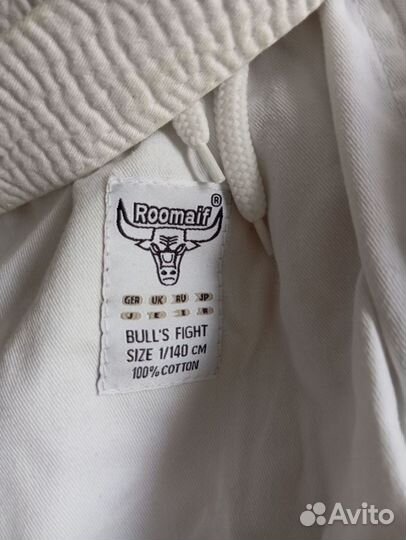 Roomaif®
GER UK RU JP
BULL'S FIGHT
SIZE 1/140 CM
100% COTTON
Avito